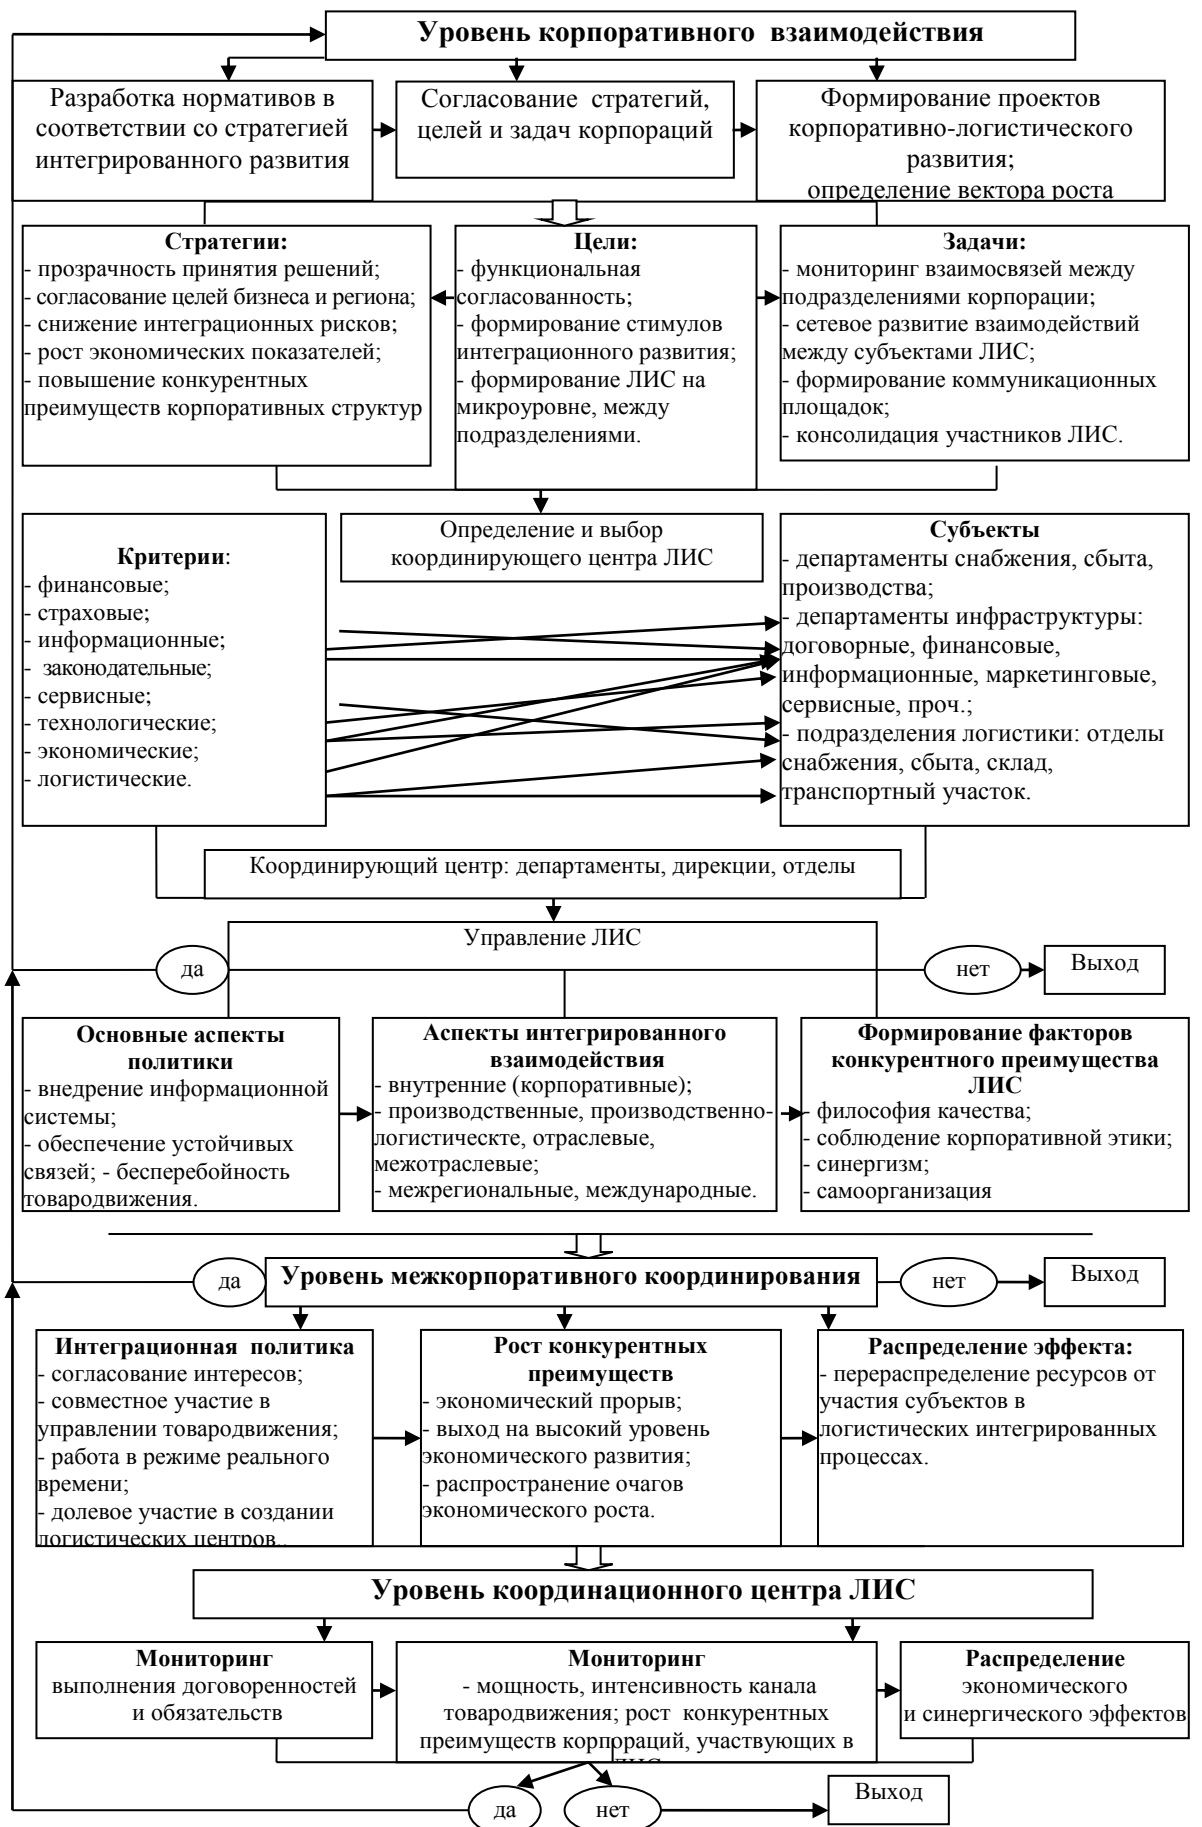 Уровень корпоративного взаимодействия
Разработка нормативов в
соответствии со стратегией
интегрированного развития
Согласование стратегий,
целей и задач корпораций
Формирование проектов
корпоративно-логистического
развития;
определение вектора роста
Стратегии:
- прозрачность принятия решений;
- согласование целей бизнеса и региона;
- снижение интеграционных рисков;
- рост экономических показателей;
- повышение конкурентных
преимуществ корпоративных структур
Цели:
- функциональная
согласованность;
- формирование стимулов
интеграционного развития;
- формирование ЛИС на
микроуровне, между
подразделениями.
Задачи:
- мониторинг взаимосвязей между
подразделениями корпорации;
- сетевое развитие взаимодействий
между субъектами ЛИС;
- формирование коммуникационных
площадок;
- консолидация участников ЛИС.
Критерии:
- финансовые;
- страховые;
- информационные;
- законодательные;
- сервисные;
- технологические;
- экономические;
- логистические.
Определение и выбор
координирующего центра ЛИС
Субъекты
- департаменты снабжения, сбыта,
производства;
- департаменты инфраструктуры:
договорные, финансовые,
информационные, маркетинговые,
сервисные, проч.;
- подразделения логистики: отделы
снабжения, сбыта, склад,
транспортный участок.
Координирующий центр: департаменты, дирекции, отделы
Управление ЛИС
да
нет
Выход
Основные аспекты
политики
- внедрение информационной
системы;
- обеспечение устойчивых
связей; - бесперебойность
товародвижения.
Аспекты интегрированного
взаимодействия
- внутренние (корпоративные);
- производственные, производственно-
логистическте, отраслевые,
межотраслевые;
- межрегиональные, международные.
Формирование факторов
конкурентного преимущества
ЛИС
- философия качества;
- соблюдение корпоративной этики;
- синергизм;
- самоорганизация
да
Уровень межкорпоративного координирования
нет
Выход
Интеграционная политика
- согласование интересов;
- совместное участие в
управлении товародвижения;
- работа в режиме реального
времени;
- долевое участие в создании
логистических центров..
Рост конкурентных
преимуществ
- экономический прорыв;
- выход на высокий уровень
экономического развития;
- распространение очагов
экономического роста.
Распределение эффекта:
- перераспределение ресурсов от
участия субъектов в
логистических интегрированных
процессах.
Уровень координационного центра ЛИС
Мониторинг
выполнения договоренностей
и обязательств
Мониторинг
- мощность, интенсивность канала
товародвижения; рост конкурентных
преимуществ корпораций, участвующих в
Распределение
экономического
и синергического эффектов
да
нет
Выход